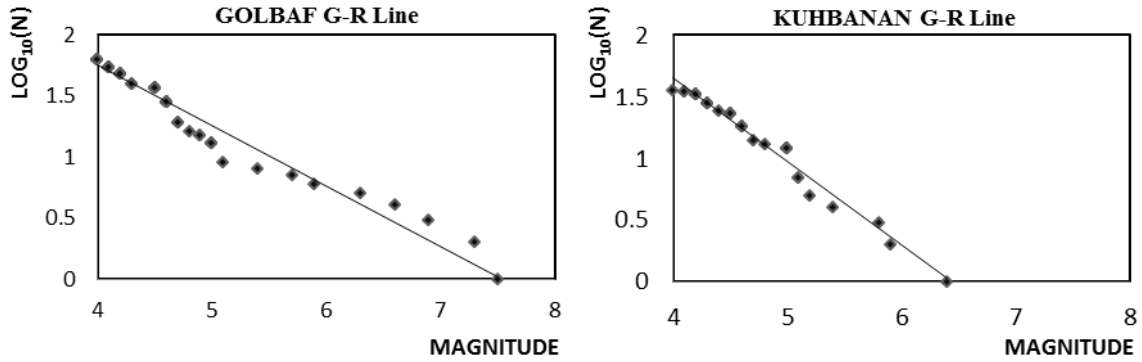 GOLBAF G-R Line
LOG10(N)
2
1.5
1
0.5
0
4 5 6 7 8
MAGNITUDE
KUHBANAN G-R Line
LOG10(N)
2
1.5
1
0.5
0
4 5 6 7 8
MAGNITUDE